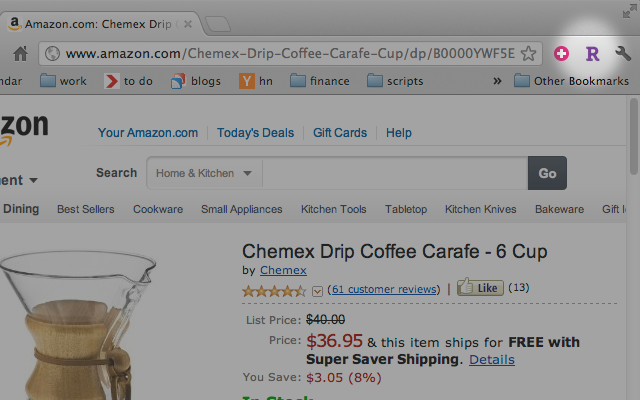 Amazon.com: Chemex Drip
www.amazon.com/Chemex-Drip-Coffee-Carafe-Cup/dp/B0000YWF5E
R
ndar work to do blogs Y hn finance scripts » Other Bookmarks
zon
Your Amazon.com Today's Deals Gift Cards Help
ment Search Home & Kitchen Go
Dining Best Sellers Cookware Small Appliances Kitchen Tools Tabletop Kitchen Knives Bakeware Gift
Chemex Drip Coffee Carafe - 6 Cup
by Chemex
(61 customer reviews) | Like (13)
List Price: $40.00
Price: $36.95 & this item ships for FREE with
Super Saver Shipping. Details
You Save: $3.05 (8%)
In Stock